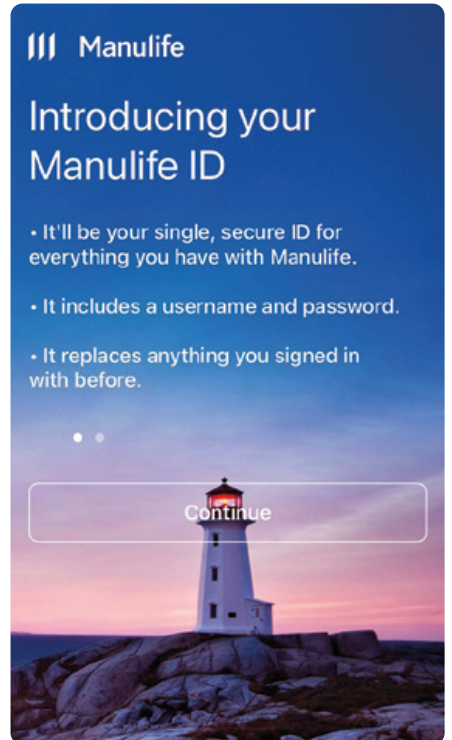 Manulife
Introducing your
Manulife ID
• It'll be your single, secure ID for
everything you have with Manulife.
• It includes a username and password.
• It replaces anything you signed in
with before.
Continue